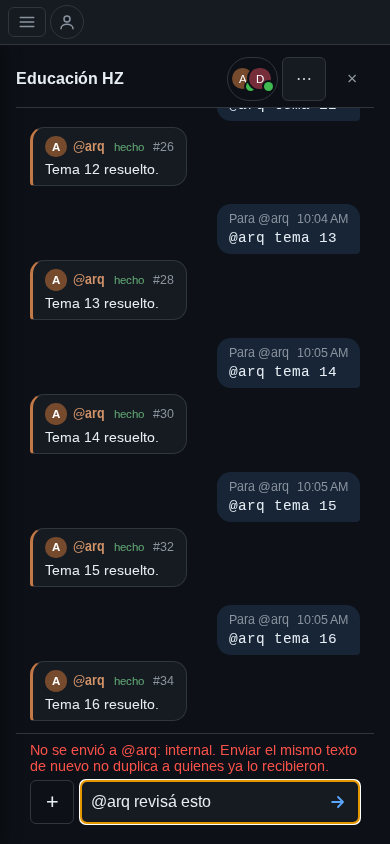 Educación HZ
A D ... ×
A @arq hecho #26
Tema 12 resuelto.
Para @arq 10:04 AM
@arq tema 13
A @arq hecho #28
Tema 13 resuelto.
Para @arq 10:05 AM
@arq tema 14
A @arq hecho #30
Tema 14 resuelto.
Para @arq 10:05 AM
@arq tema 15
A @arq hecho #32
Tema 15 resuelto.
Para @arq 10:05 AM
@arq tema 16
A @arq hecho #34
Tema 16 resuelto.
No se envió a @arq: internal. Enviar el mismo texto
de nuevo no duplica a quienes ya lo recibieron.
+ @arq revisá esto